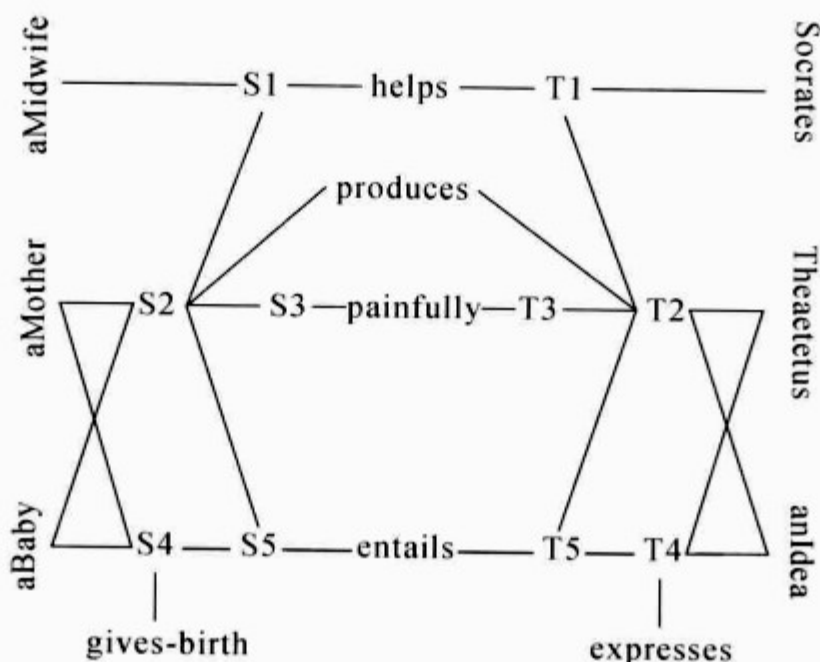 aMidwife
S1 helps T1
Socrates
produces
aMother
S2 S3 painfully T3 T2
Theaetetus
aBaby
S4 S5 entails T5 T4
anIdea
gives-birth
expresses